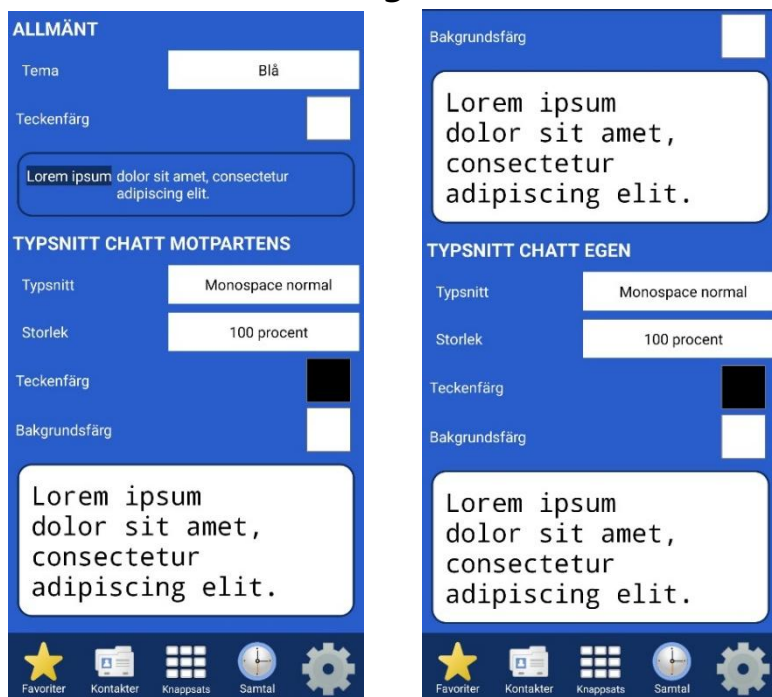 ALLMÄNT
Tema Blå
Teckenfärg
Lorem ipsum dolor sit amet, consectetur
adipiscing elit.
TYPSNITT CHATT MOTPARTENS
Typsnitt Monospace normal
Storlek 100 procent
Teckenfärg
Bakgrundsfärg
Lorem ipsum
dolor sit amet,
consectetur
adipiscing elit.
Favoriter Kontakter Knappsats Samtal
Bakgrundsfärg
Lorem ipsum
dolor sit amet,
consectetur
adipiscing elit.
TYPSNITT CHATT EGEN
Typsnitt Monospace normal
Storlek 100 procent
Teckenfärg
Bakgrundsfärg
Lorem ipsum
dolor sit amet,
consectetur
adipiscing elit.
Favoriter Kontakter Knappsats Samtal